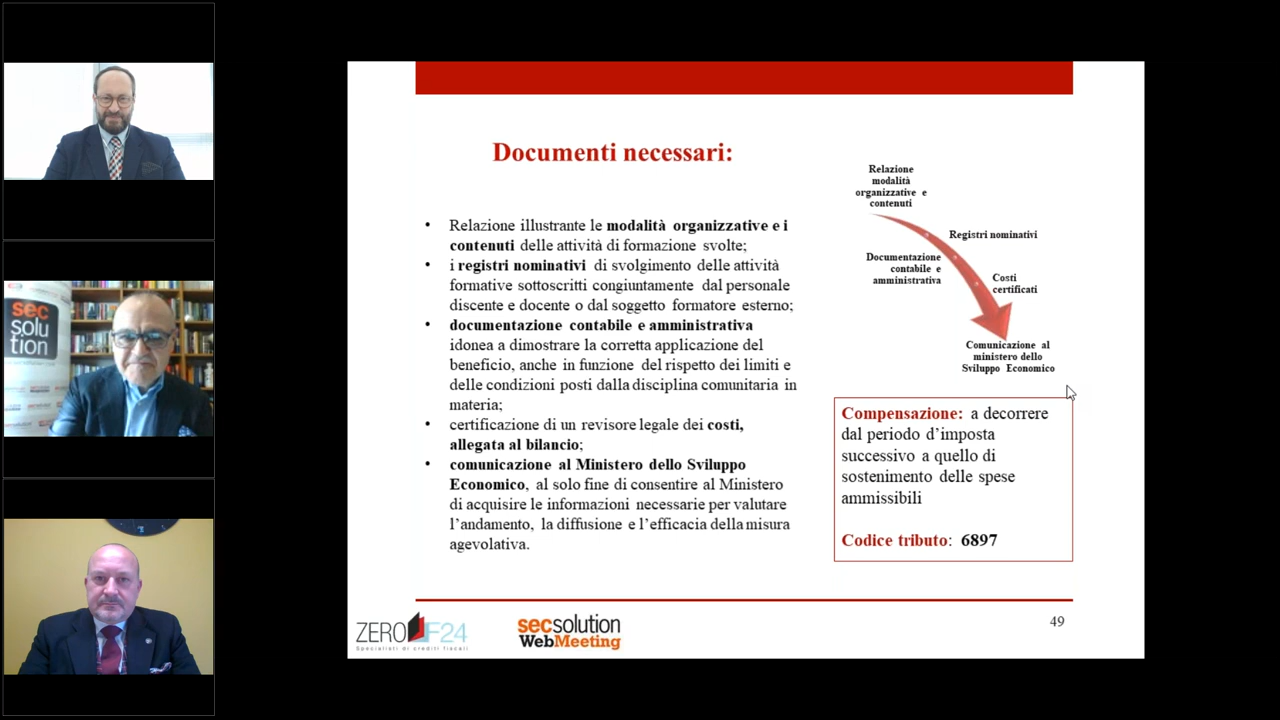 sec
solu
tion
Documenti necessari:
• Relazione illustrante le modalità organizzative e i
contenuti delle attività di formazione svolte;
• i registri nominativi di svolgimento delle attività
formative sottoscritti congiuntamente dal personale
discente e docente o dal soggetto formatore esterno;
• documentazione contabile e amministrativa
idonea a dimostrare la corretta applicazione del
beneficio, anche in funzione del rispetto dei limiti e
delle condizioni posti dalla disciplina comunitaria in
materia;
• certificazione di un revisore legale dei costi,
allegata al bilancio;
• comunicazione al Ministero dello Sviluppo
Economico, al solo fine di consentire al Ministero
di acquisire le informazioni necessarie per valutare
l’andamento, la diffusione e l’efficacia della misura
agevolativa.
Relazione
modalità
organizzative e
contenuti
Registri nominativi
Documentazione
contabile e
amministrativa
Costi
certificati
Comunicazione al
ministero dello
Sviluppo Economico
Compensazione: a decorrere
dal periodo d’imposta
successivo a quello di
sostenimento delle spese
ammissibili
Codice tributo: 6897
ZERO F24
Specialisti di crediti fiscali
secsolution
WebMeeting
49